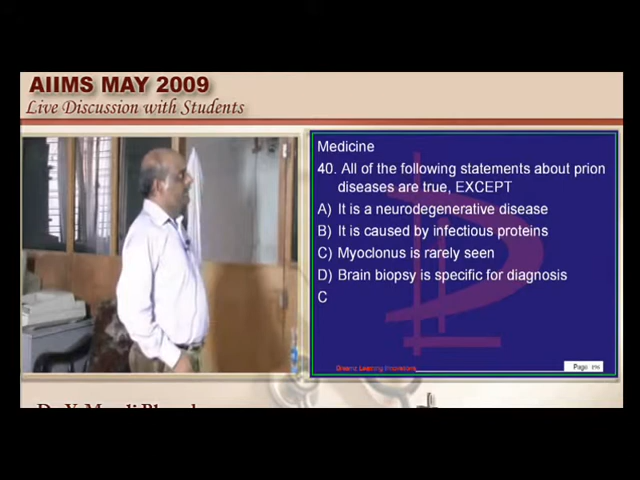 AIIMS MAY 2009
Live Discussion with Students
Medicine
40. All of the following statements about prion
diseases are true, EXCEPT
A) It is a neurodegenerative disease
B) It is caused by infectious proteins
C) Myoclonus is rarely seen
D) Brain biopsy is specific for diagnosis
C
Page